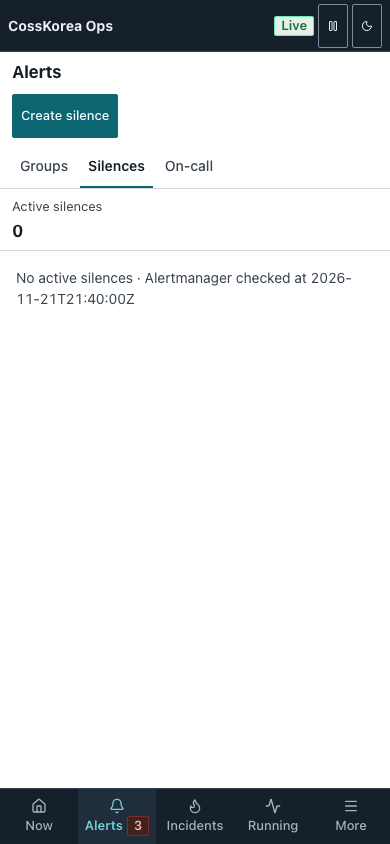 CossKorea Ops
Live
Alerts
Create silence
Groups Silences On-call
Active silences
0
No active silences · Alertmanager checked at 2026-
11-21T21:40:00Z
Now Alerts 3 Incidents Running More